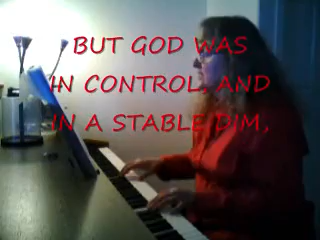 BUT GOD WAS
IN CONTROL, AND
IN A STABLE DIM,